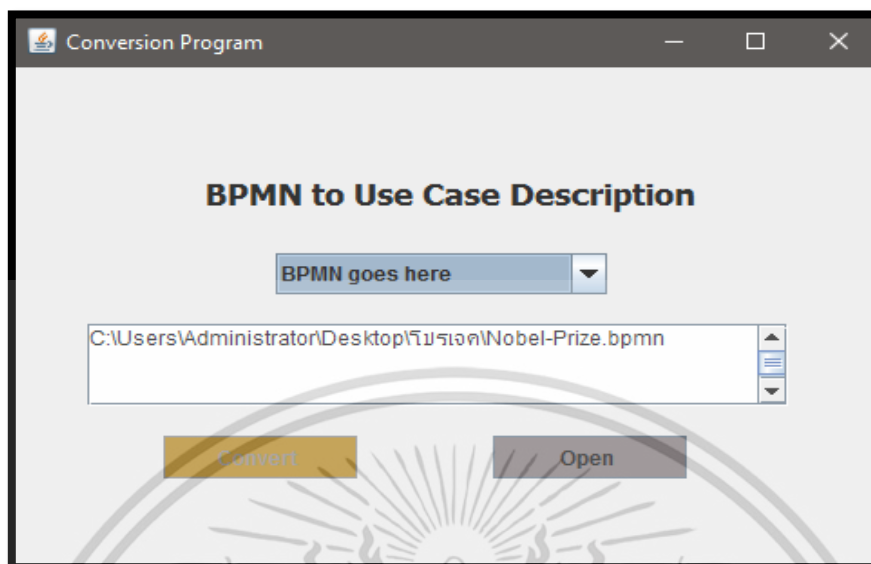 Conversion Program
BPMN to Use Case Description
BPMN goes here
C:\Users\Administrator\Desktop\โปรเจค\Nobel-Prize.bpmn
Convert
Open